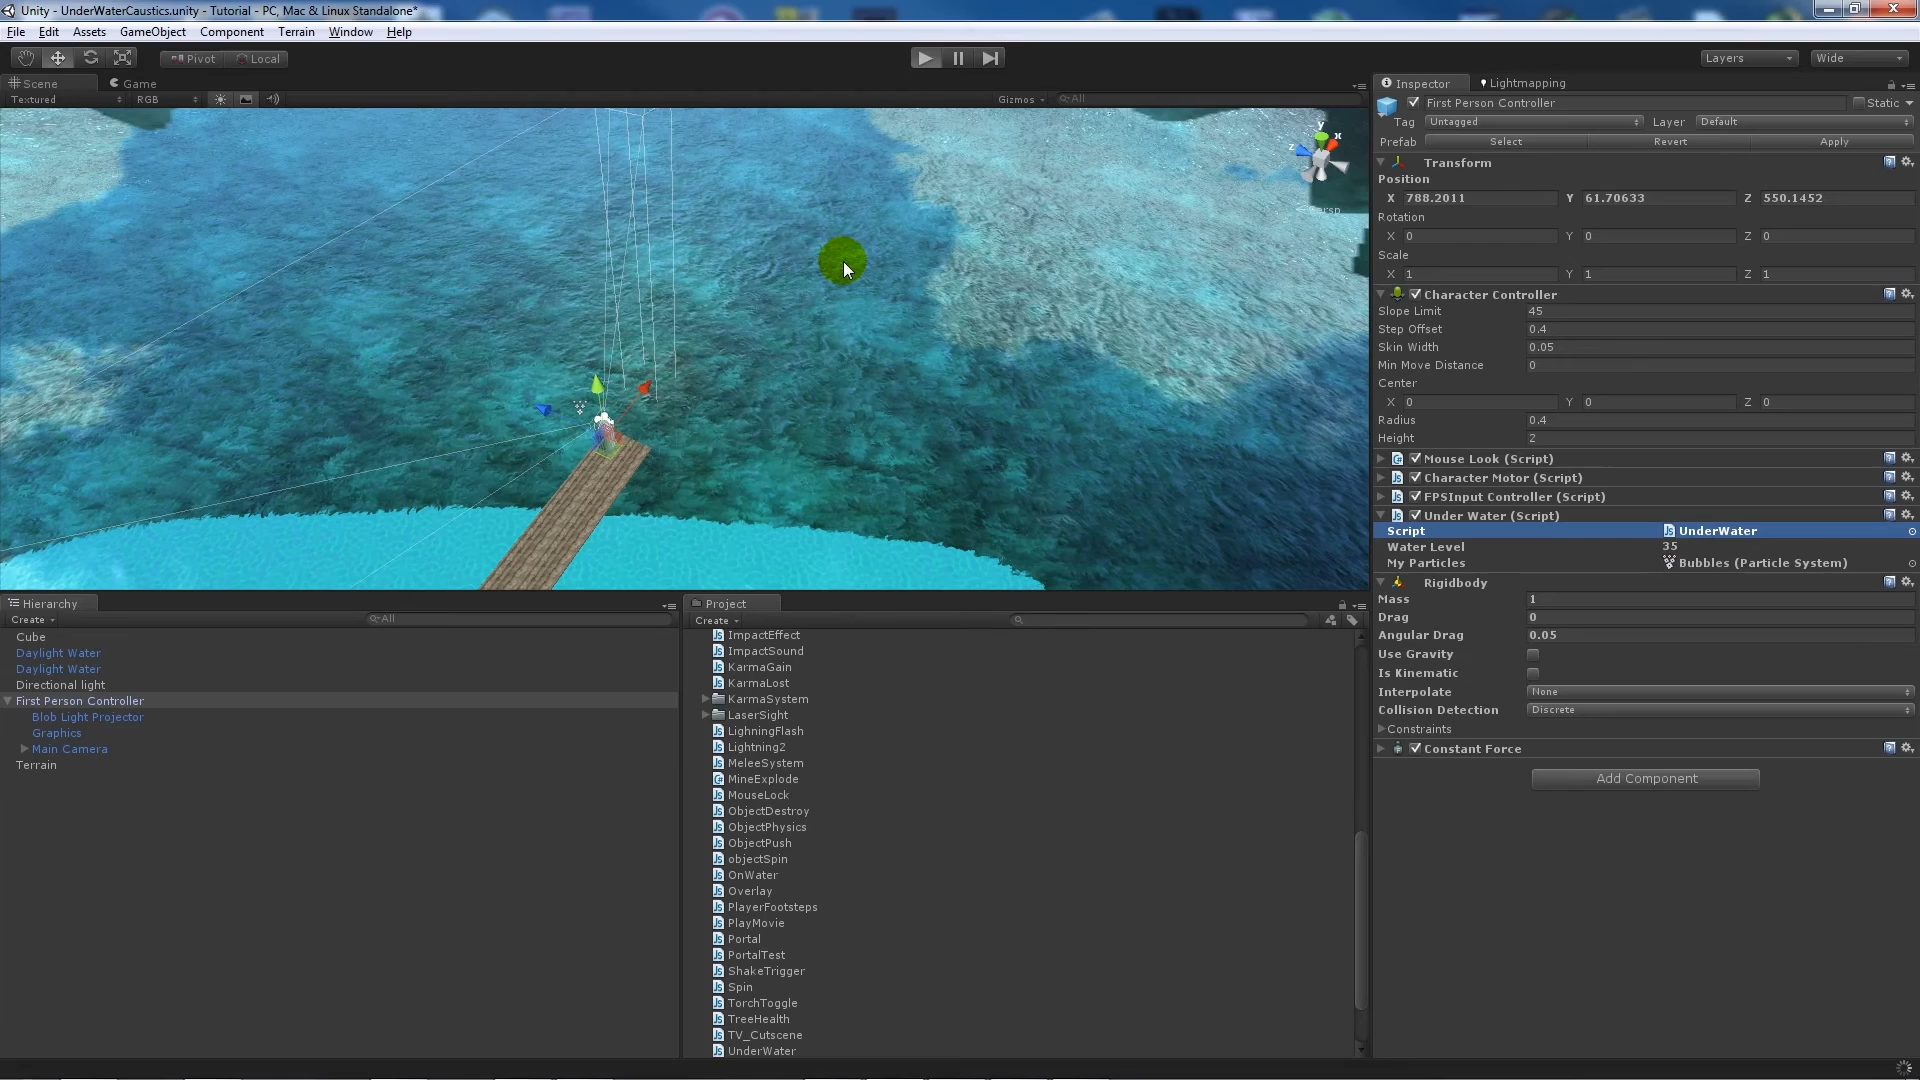 Unity - UnderWaterCaustics.unity - Tutorial - PC, Mac & Linux Standalone*
File Edit Assets GameObject Component Terrain Window Help
Pivot Local
Layers Wide
Scene Game
Textured RGB
Gizmos All
Persp
y x z
Inspector Lightmapping
First Person Controller Static
Tag Untagged Layer Default
Prefab Select Revert Apply
Transform
Position
X 788.2011 Y 61.70633 Z 550.1452
Rotation
X 0 Y 0 Z 0
Scale
X 1 Y 1 Z 1
Character Controller
Slope Limit 45
Step Offset 0.4
Skin Width 0.05
Min Move Distance 0
Center
X 0 Y 0 Z 0
Radius 0.4
Height 2
Mouse Look (Script)
Character Motor (Script)
FPSInput Controller (Script)
Under Water (Script)
Script UnderWater
Water Level 35
My Particles Bubbles (Particle System)
Rigidbody
Mass 1
Drag 0
Angular Drag 0.05
Use Gravity
Is Kinematic
Interpolate None
Collision Detection Discrete
Constraints
Constant Force
Add Component
Hierarchy
Create All
Cube
Daylight Water
Daylight Water
Directional light
First Person Controller
Blob Light Projector
Graphics
Main Camera
Terrain
Project
Create
ImpactEffect
ImpactSound
KarmaGain
KarmaLost
KarmaSystem
LaserSight
LighningFlash
Lightning2
MeleeSystem
MineExplode
MouseLock
ObjectDestroy
ObjectPhysics
ObjectPush
objectSpin
OnWater
Overlay
PlayerFootsteps
PlayMovie
Portal
PortalTest
ShakeTrigger
Spin
TorchToggle
TreeHealth
TV_Cutscene
UnderWater